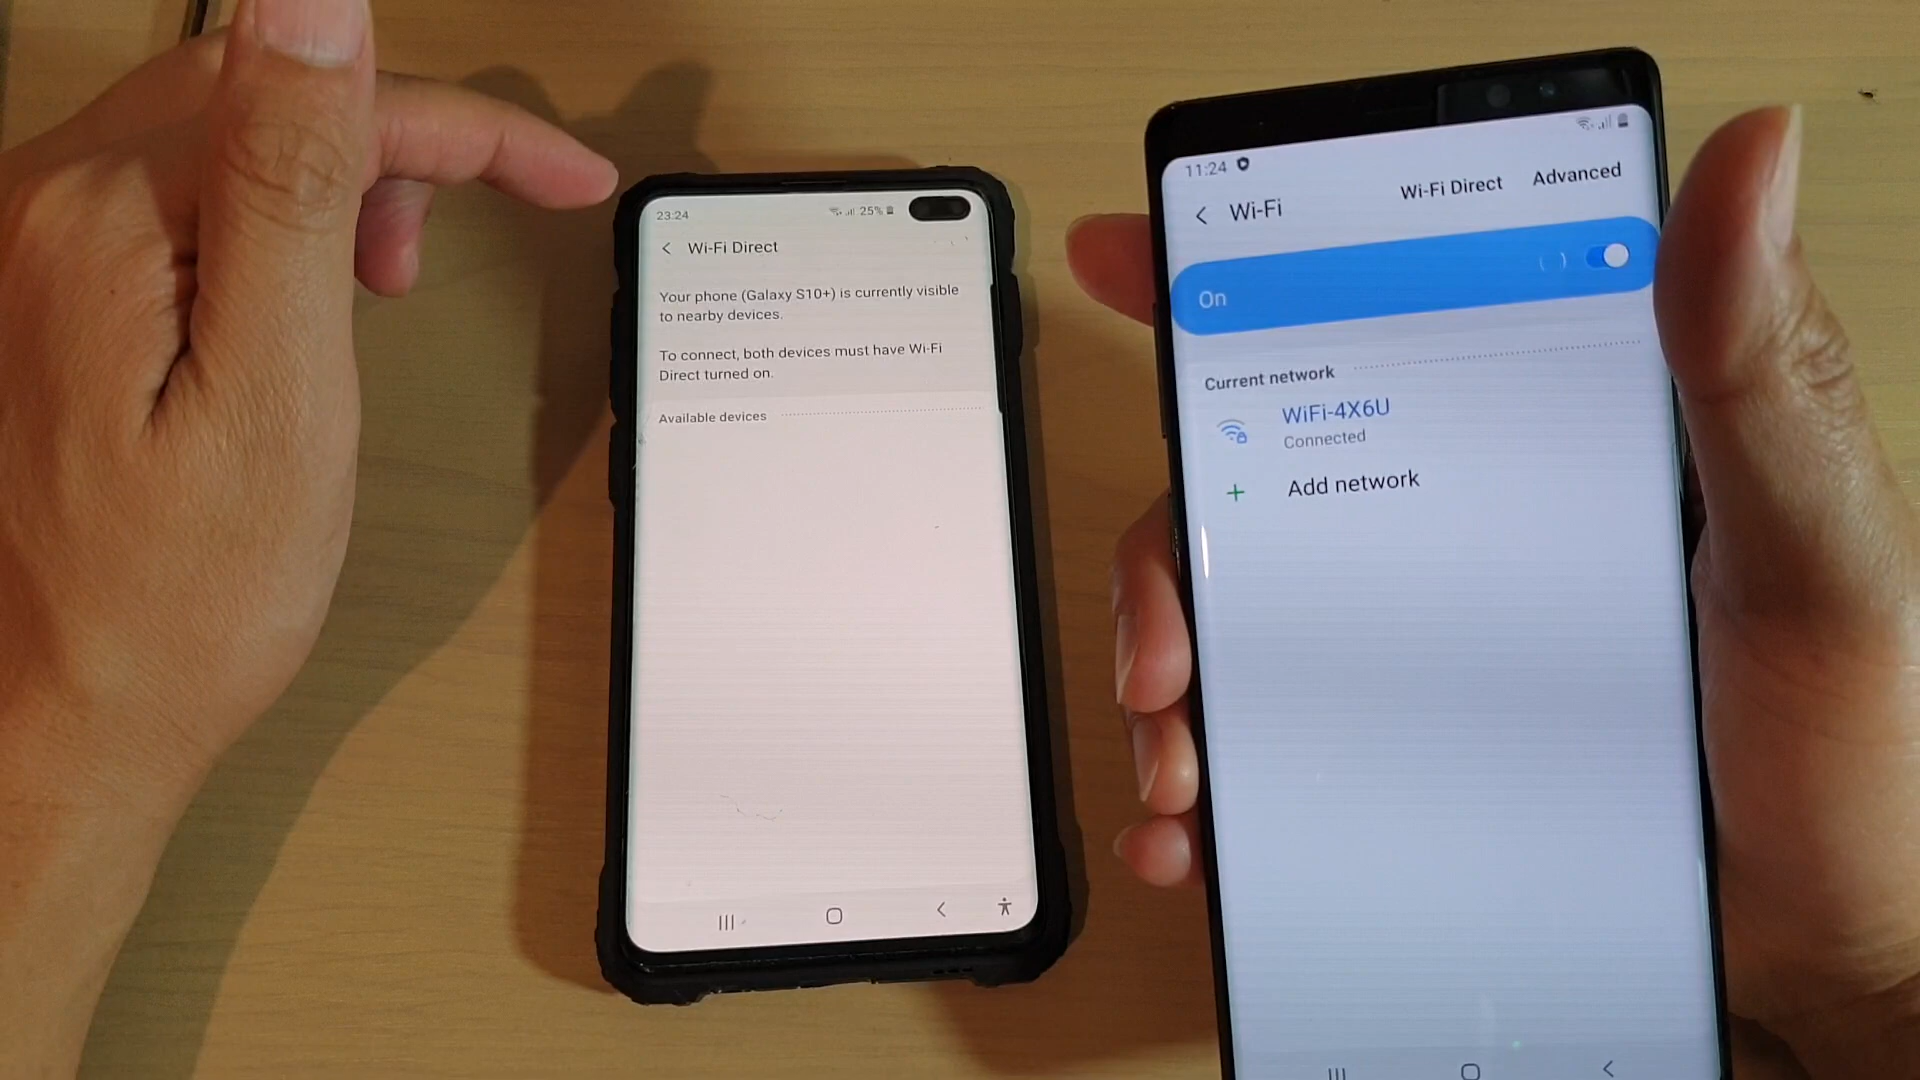 23:24
25%
Wi-Fi Direct
Your phone (Galaxy S10+) is currently visible
to nearby devices.
To connect, both devices must have Wi-Fi
Direct turned on.
Available devices
11:24
Wi-Fi
Wi-Fi Direct
Advanced
On
Current network
WiFi-4X6U
Connected
Add network